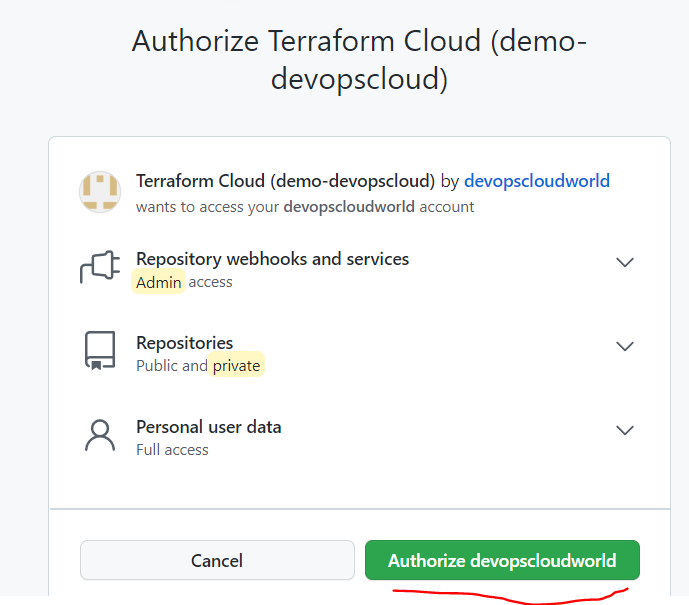 Authorize Terraform Cloud (demo-
devopscloud)
Terraform Cloud (demo-devopscloud) by devopscloudworld
wants to access your devopscloudworld account
Repository webhooks and services
Admin access
Repositories
Public and private
Personal user data
Full access
Cancel
Authorize devopscloudworld